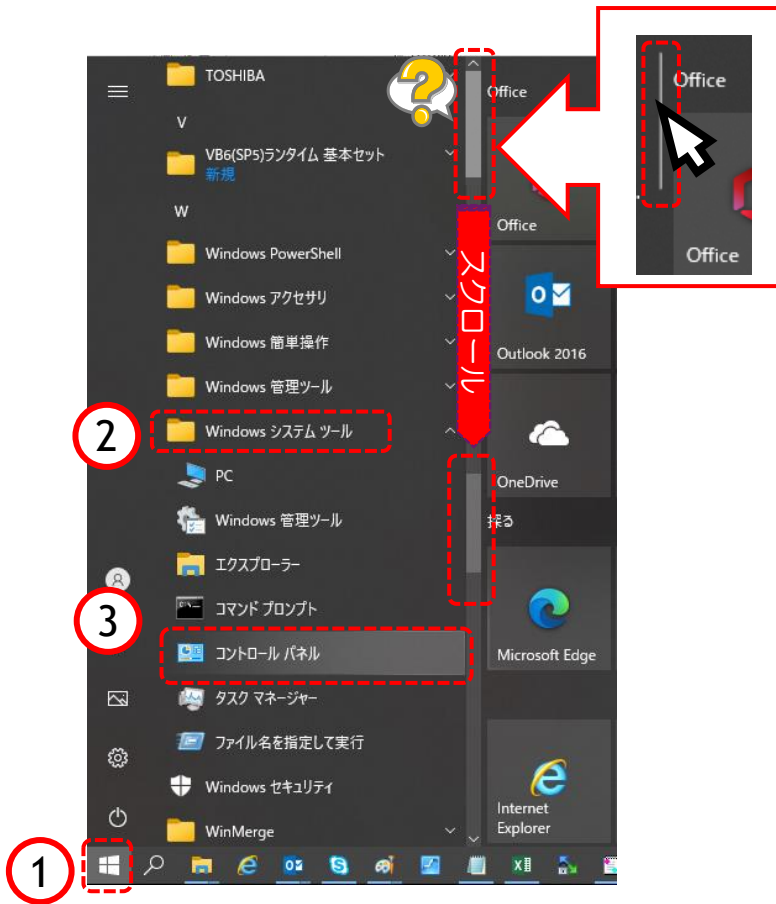 TOSHIBA
V
VB6(SP5)ランタイム 基本セット
新規
W
Windows PowerShell
Windows アクセサリ
Windows 簡単操作
Windows 管理ツール
② Windows システム ツール
PC
Windows 管理ツール
エクスプローラー
コマンド プロンプト
③ コントロール パネル
タスク マネージャー
ファイル名を指定して実行
Windows セキュリティ
WinMerge
①
?
スクロール
Office
Office
Outlook 2016
OneDrive
探る
Microsoft Edge
Internet
Explorer
Office
Office